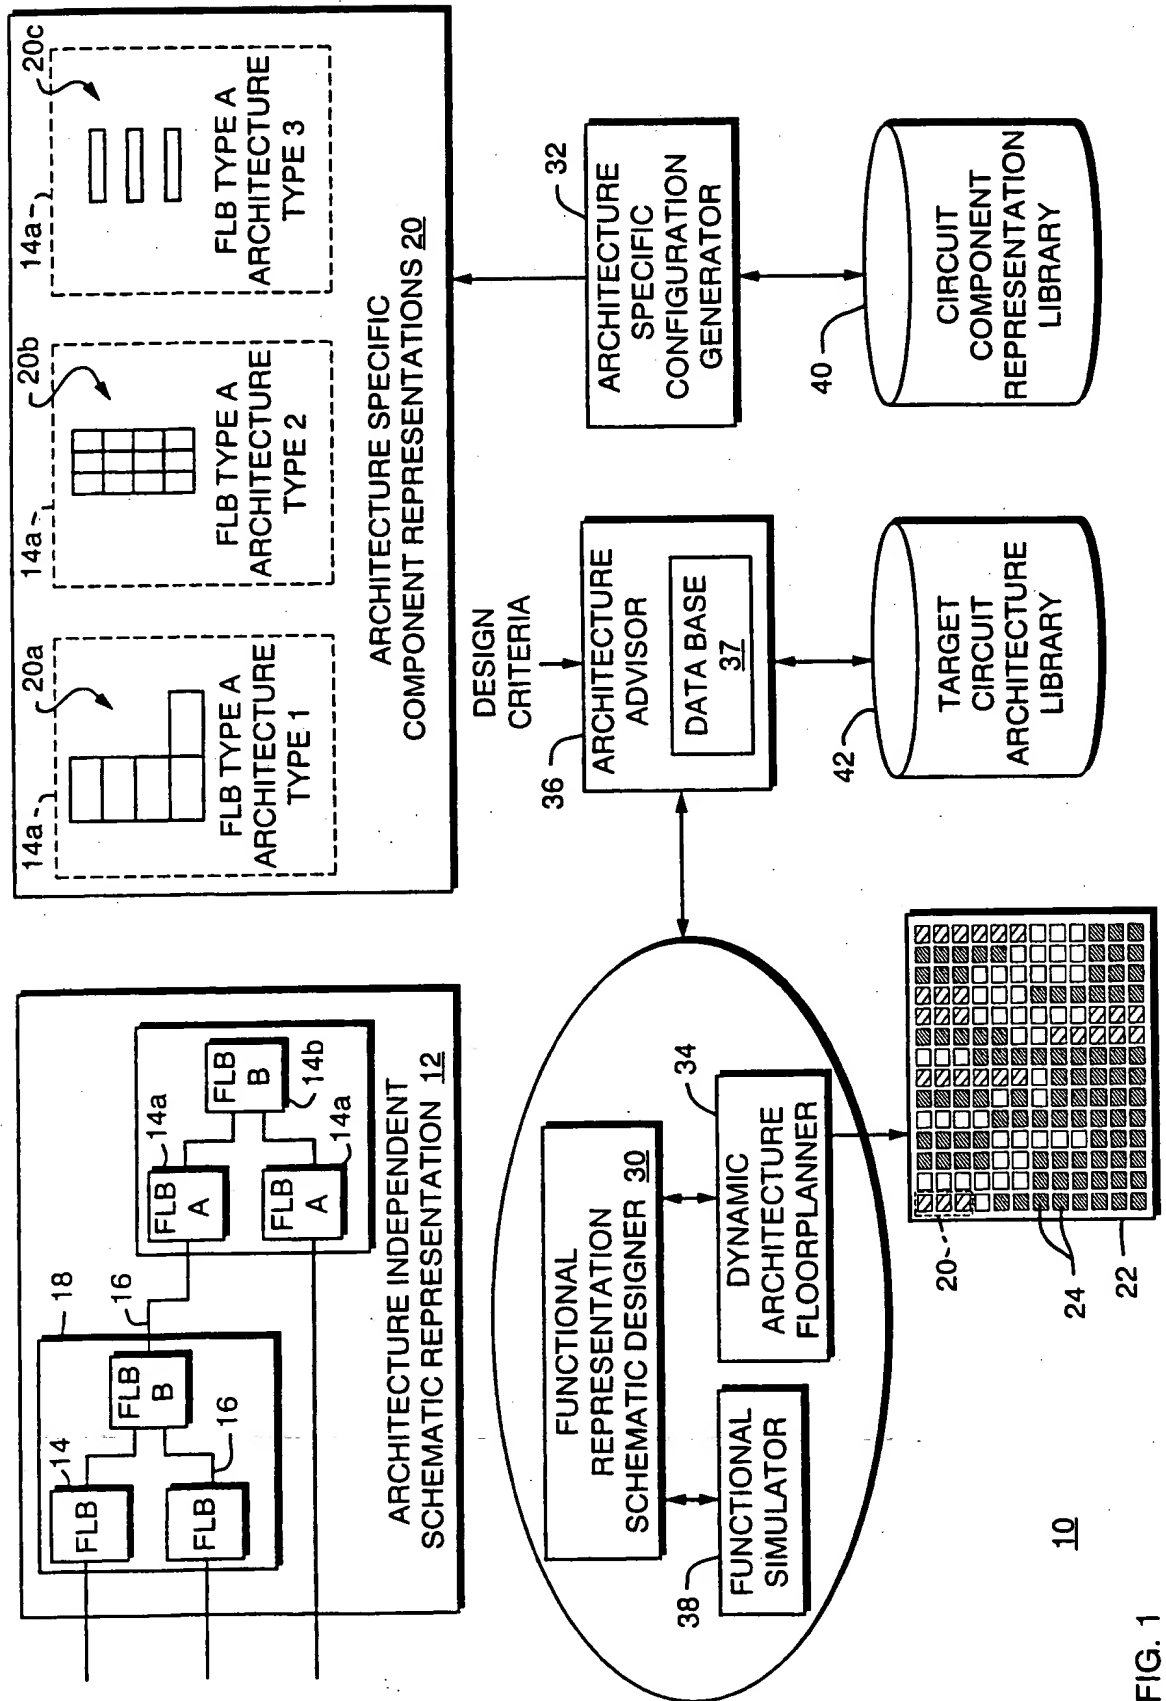 14
FLB
FLB
16
FLB
B
18
16
FLB
A
14a
FLB
A
14a
FLB
B
14b
ARCHITECTURE INDEPENDENT
SCHEMATIC REPRESENTATION 12
14a
20a
FLB TYPE A
ARCHITECTURE
TYPE 1
14a
20b
FLB TYPE A
ARCHITECTURE
TYPE 2
14a
20c
FLB TYPE A
ARCHITECTURE
TYPE 3
ARCHITECTURE SPECIFIC
COMPONENT REPRESENTATIONS 20
FUNCTIONAL
REPRESENTATION
SCHEMATIC DESIGNER 30
38
FUNCTIONAL
SIMULATOR
34
DYNAMIC
ARCHITECTURE
FLOORPLANNER
DESIGN
CRITERIA
36
ARCHITECTURE
ADVISOR
DATA BASE
37
32
ARCHITECTURE
SPECIFIC
CONFIGURATION
GENERATOR
20
24
22
42
TARGET
CIRCUIT
ARCHITECTURE
LIBRARY
40
CIRCUIT
COMPONENT
REPRESENTATION
LIBRARY
10
FIG. 1